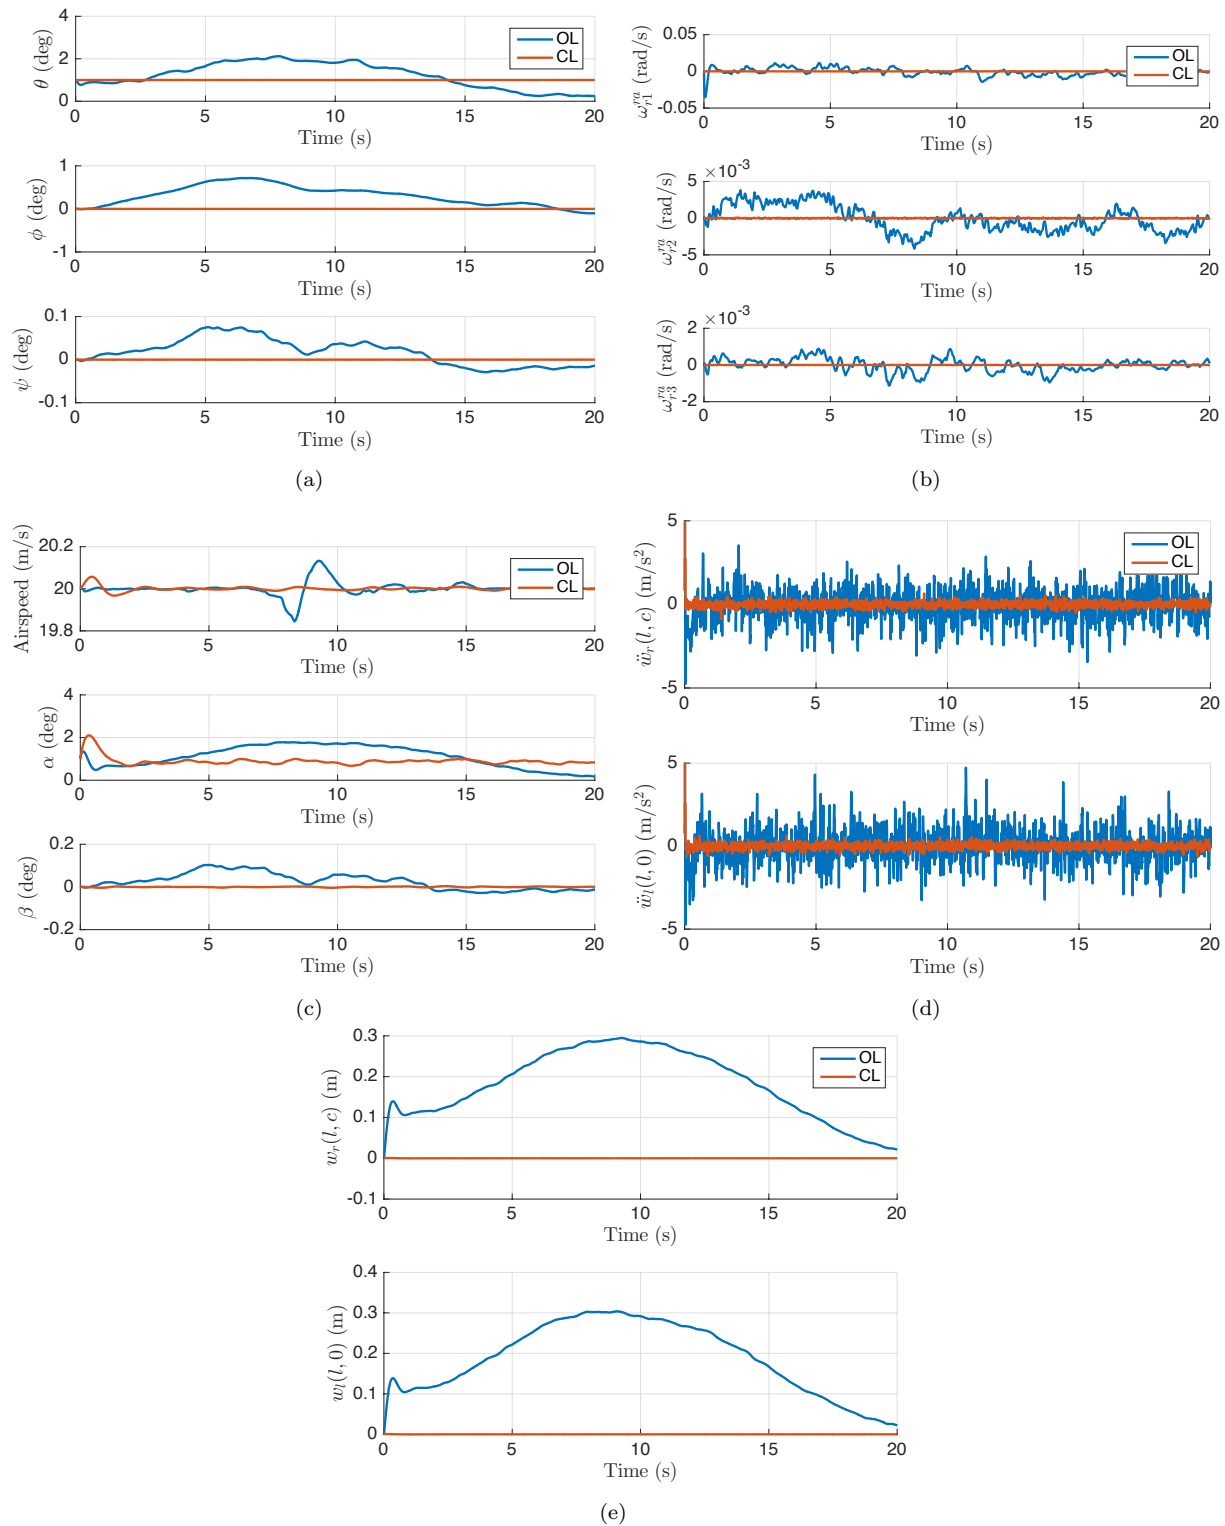 θ (deg)
4
2
0
OL
CL
0 5 10 15 20
Time (s)
ϕ (deg)
1
0
-1
0 5 10 15 20
Time (s)
ψ (deg)
0.1
0
-0.1
0 5 10 15 20
Time (s)
(a)
ω_{r1}^{ra} (rad/s)
0.05
0
-0.05
OL
CL
0 5 10 15 20
Time (s)
×10⁻³
ω_{r2}^{ra} (rad/s)
5
0
-5
0 5 10 15 20
Time (s)
×10⁻³
ω_{r3}^{ra} (rad/s)
2
0
-2
0 5 10 15 20
Time (s)
(b)
Airspeed (m/s)
20.2
20
19.8
OL
CL
0 5 10 15 20
Time (s)
α (deg)
4
2
0
0 5 10 15 20
Time (s)
β (deg)
0.2
0
-0.2
0 5 10 15 20
Time (s)
(c)
ẅ_r(l, c) (m/s²)
5
0
-5
OL
CL
0 5 10 15 20
Time (s)
ẅ_l(l, 0) (m/s²)
5
0
-5
0 5 10 15 20
Time (s)
(d)
w_r(l, c) (m)
0.3
0.2
0.1
0
-0.1
OL
CL
0 5 10 15 20
Time (s)
w_l(l, 0) (m)
0.4
0.3
0.2
0.1
0
0 5 10 15 20
Time (s)
(e)